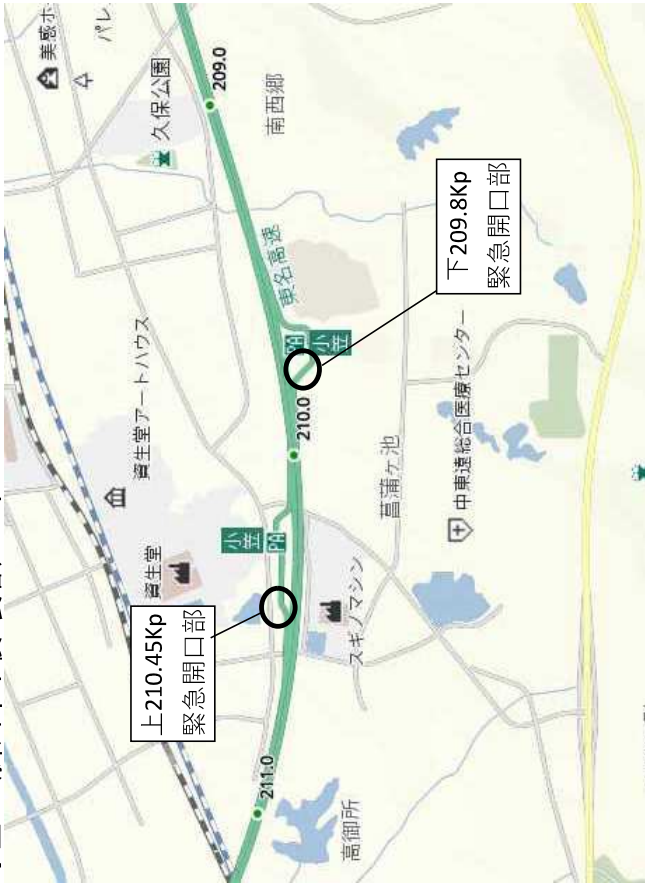 美感ホ
パレ
久保公園
209.0
南西郷
東名高速
下209.8Kp
緊急開口部
PA
小笠
210.0
資生堂アートハウス
菖蒲ヶ池
中東遠総合医療センター
小笠
PA
資生堂
上210.45Kp
緊急開口部
スギノマシン
211.0
高御所